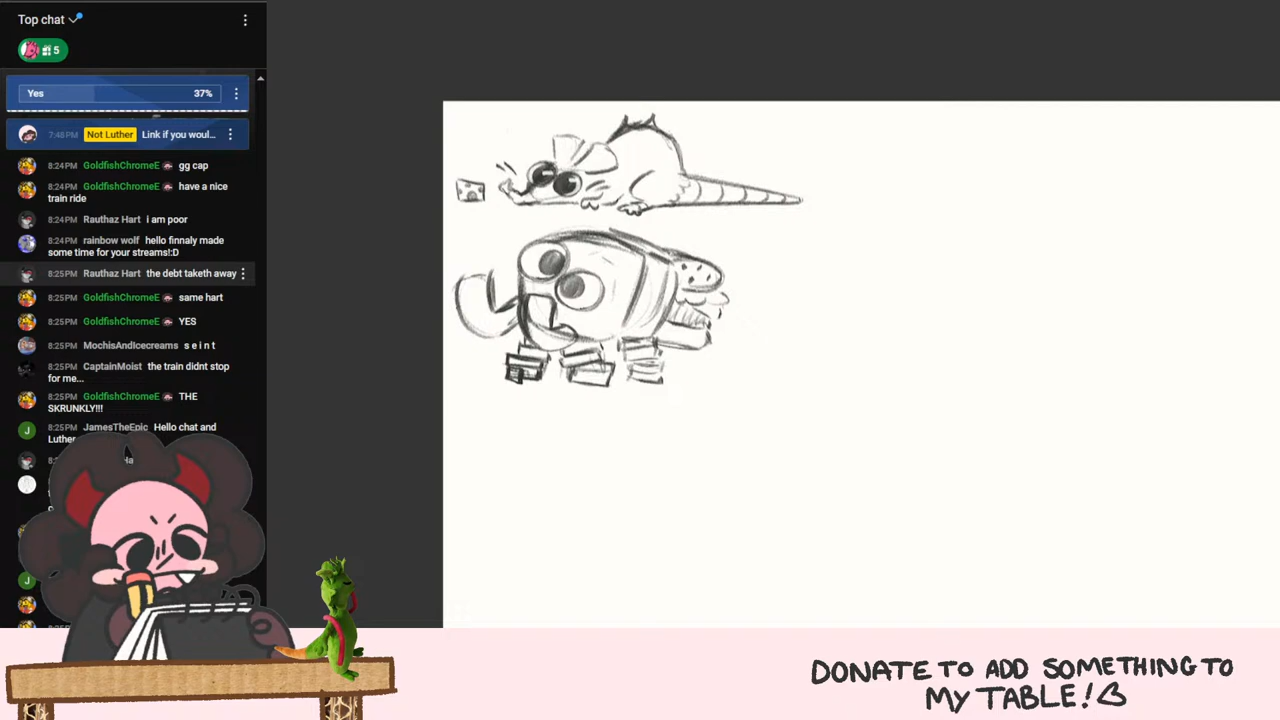 Top chat
5
Yes 37%
7:48PM Not Luther Link if you woul...
8:24PM GoldfishChromeE gg cap
8:24PM GoldfishChromeE have a nice
train ride
8:24PM Rauthaz Hart i am poor
8:24PM rainbow wolf hello finnaly made
some time for your streams!:D
8:25PM Rauthaz Hart the debt taketh away
8:25PM GoldfishChromeE same hart
8:25PM GoldfishChromeE YES
8:25PM MochisAndIcecreams s e i n t
8:25PM CaptainMoist the train didnt stop
for me...
8:25PM GoldfishChromeE THE
SKRUNKLY!!!
8:25PM JamesTheEpic Hello chat and
Luther
J
J
DONATE TO ADD SOMETHING TO
MY TABLE!